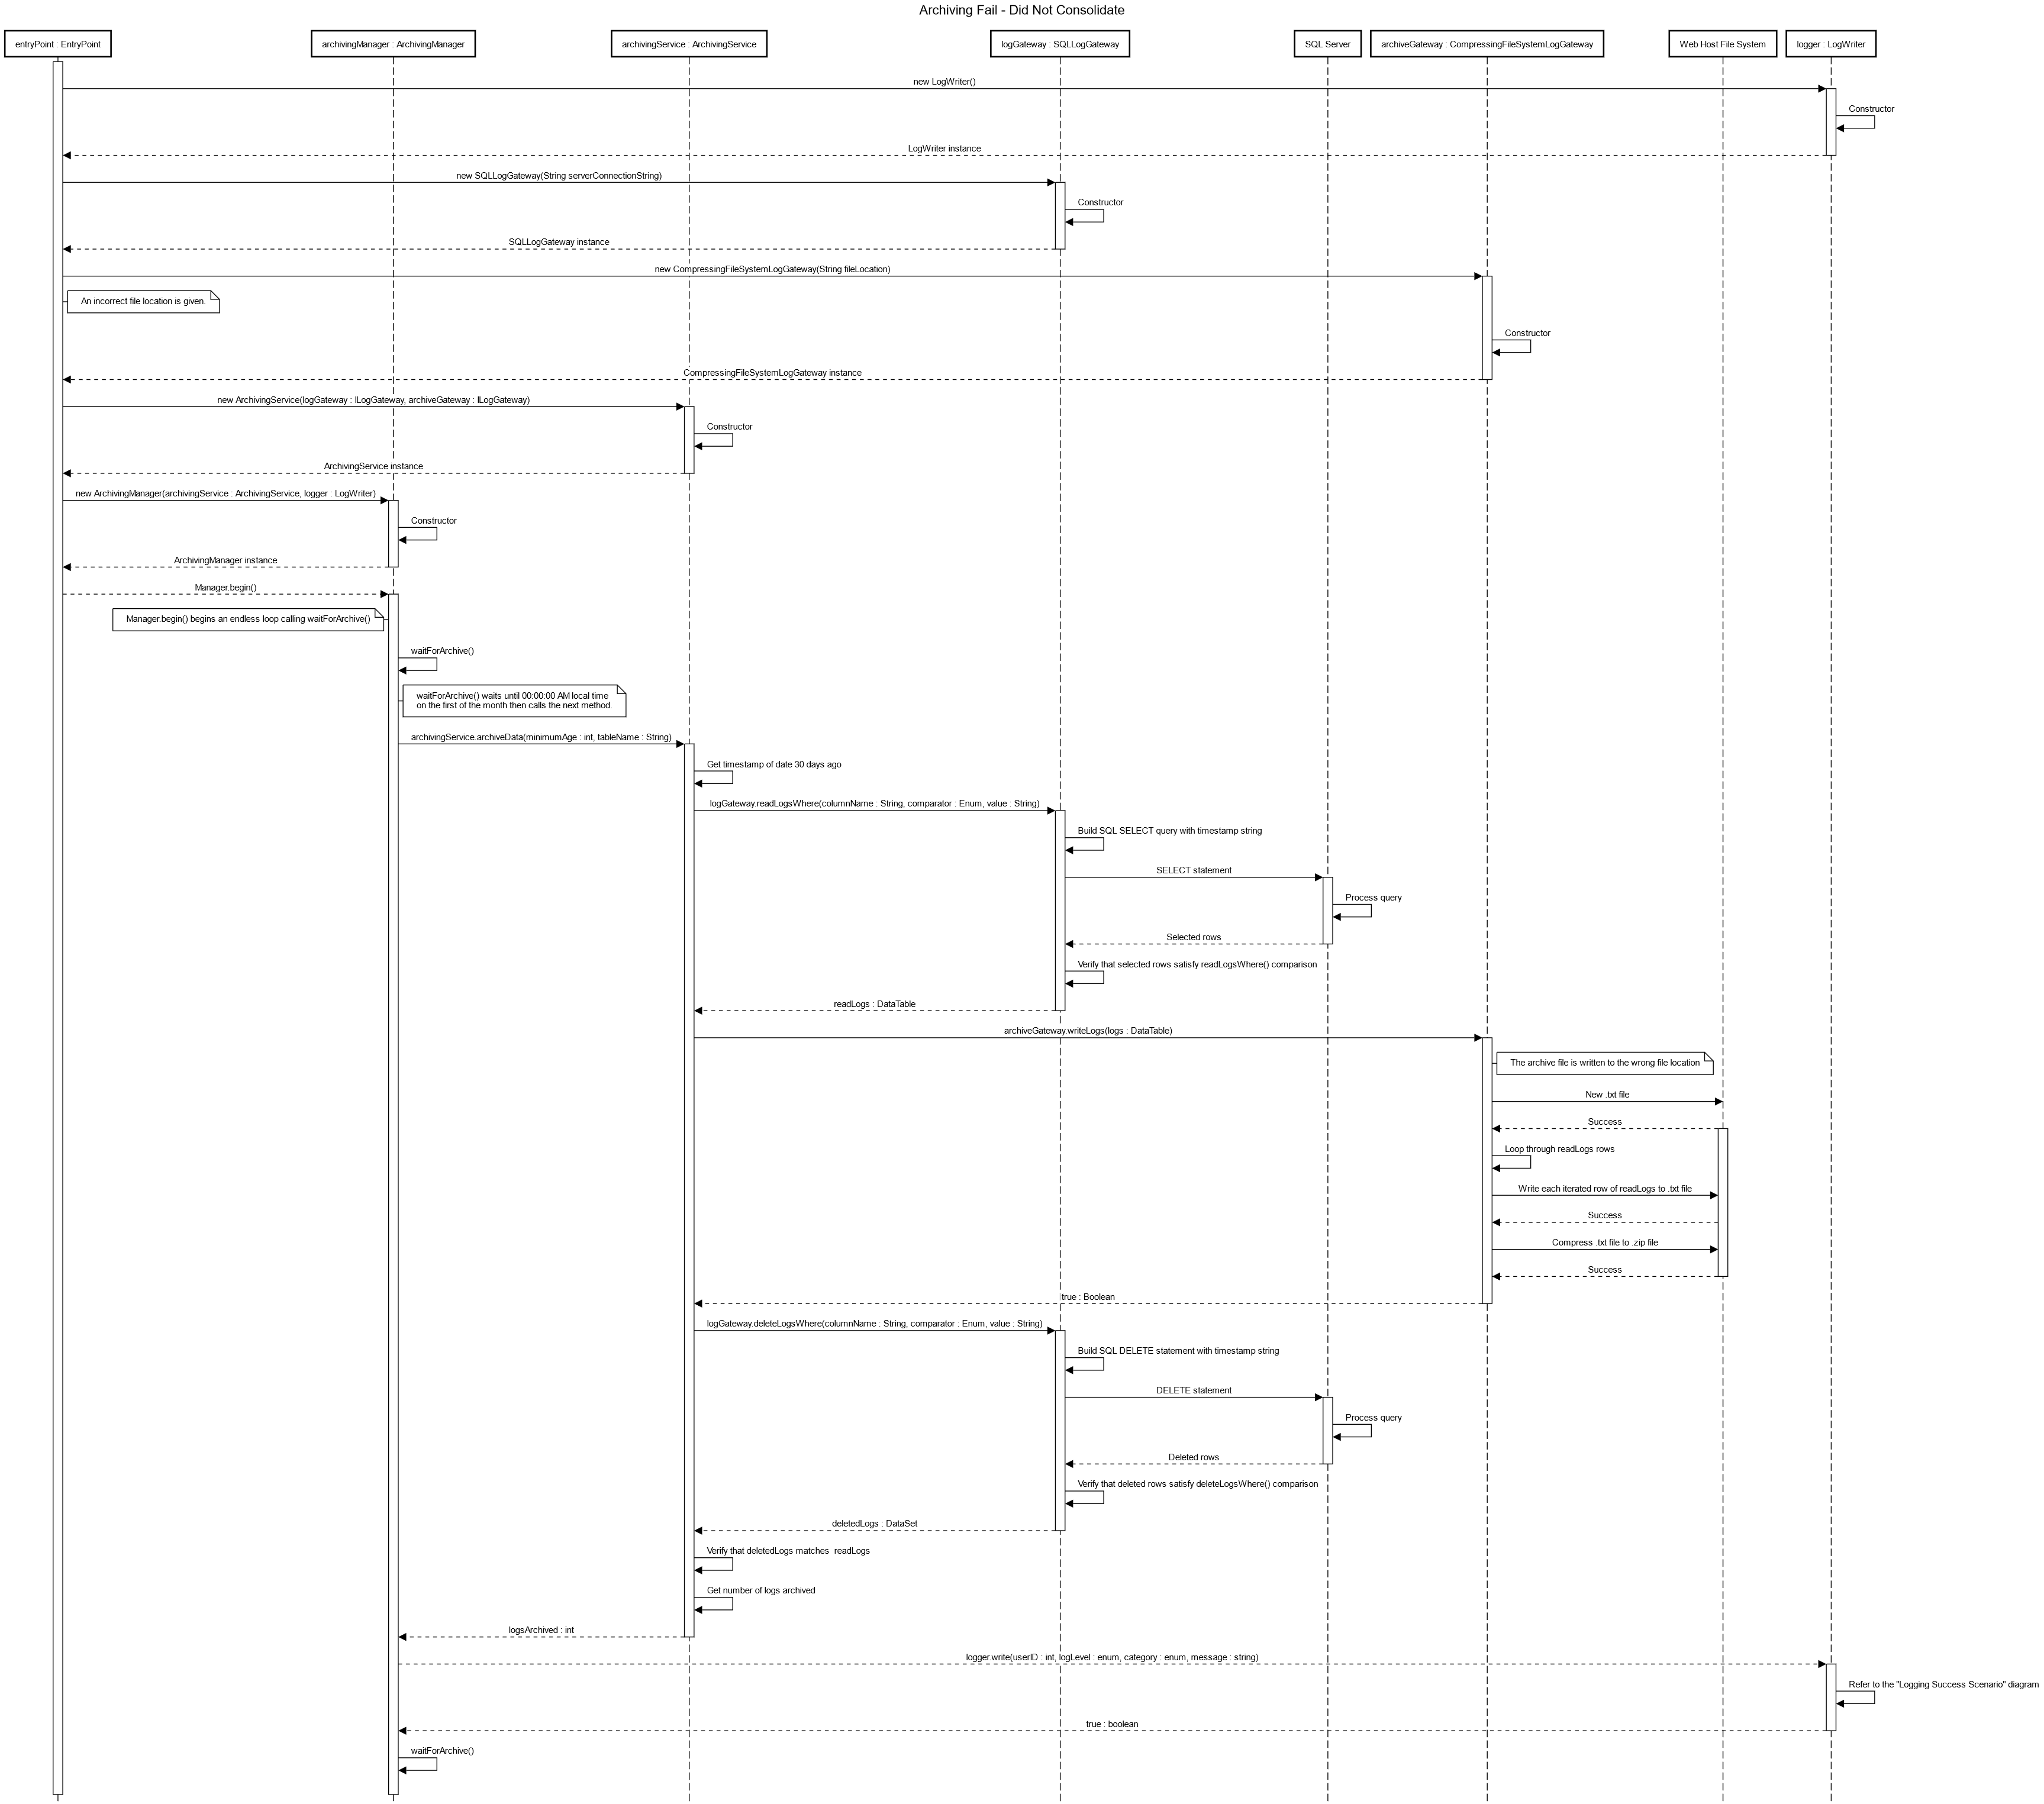 Archiving Fail - Did Not Consolidate
entryPoint : EntryPoint
archivingManager : ArchivingManager
archivingService : ArchivingService
logGateway : SQLLogGateway
SQL Server
archiveGateway : CompressingFileSystemLogGateway
Web Host File System
logger : LogWriter
new LogWriter()
Constructor
LogWriter instance
new SQLLogGateway(String serverConnectionString)
Constructor
SQLLogGateway instance
new CompressingFileSystemLogGateway(String fileLocation)
An incorrect file location is given.
Constructor
CompressingFileSystemLogGateway instance
new ArchivingService(logGateway : ILogGateway, archiveGateway : ILogGateway)
Constructor
ArchivingService instance
new ArchivingManager(archivingService : ArchivingService, logger : LogWriter)
Constructor
ArchivingManager instance
Manager.begin()
Manager.begin() begins an endless loop calling waitForArchive()
waitForArchive()
waitForArchive() waits until 00:00:00 AM local time
on the first of the month then calls the next method.
archivingService.archiveData(minimumAge : int, tableName : String)
Get timestamp of date 30 days ago
logGateway.readLogsWhere(columnName : String, comparator : Enum, value : String)
Build SQL SELECT query with timestamp string
SELECT statement
Process query
Selected rows
Verify that selected rows satisfy readLogsWhere() comparison
readLogs : DataTable
archiveGateway.writeLogs(logs : DataTable)
The archive file is written to the wrong file location
New .txt file
Success
Loop through readLogs rows
Write each iterated row of readLogs to .txt file
Success
Compress .txt file to .zip file
Success
true : Boolean
logGateway.deleteLogsWhere(columnName : String, comparator : Enum, value : String)
Build SQL DELETE statement with timestamp string
DELETE statement
Process query
Deleted rows
Verify that deleted rows satisfy deleteLogsWhere() comparison
deletedLogs : DataSet
Verify that deletedLogs matches  readLogs
Get number of logs archived
logsArchived : int
logger.write(userID : int, logLevel : enum, category : enum, message : string)
Refer to the "Logging Success Scenario" diagram
true : boolean
waitForArchive()